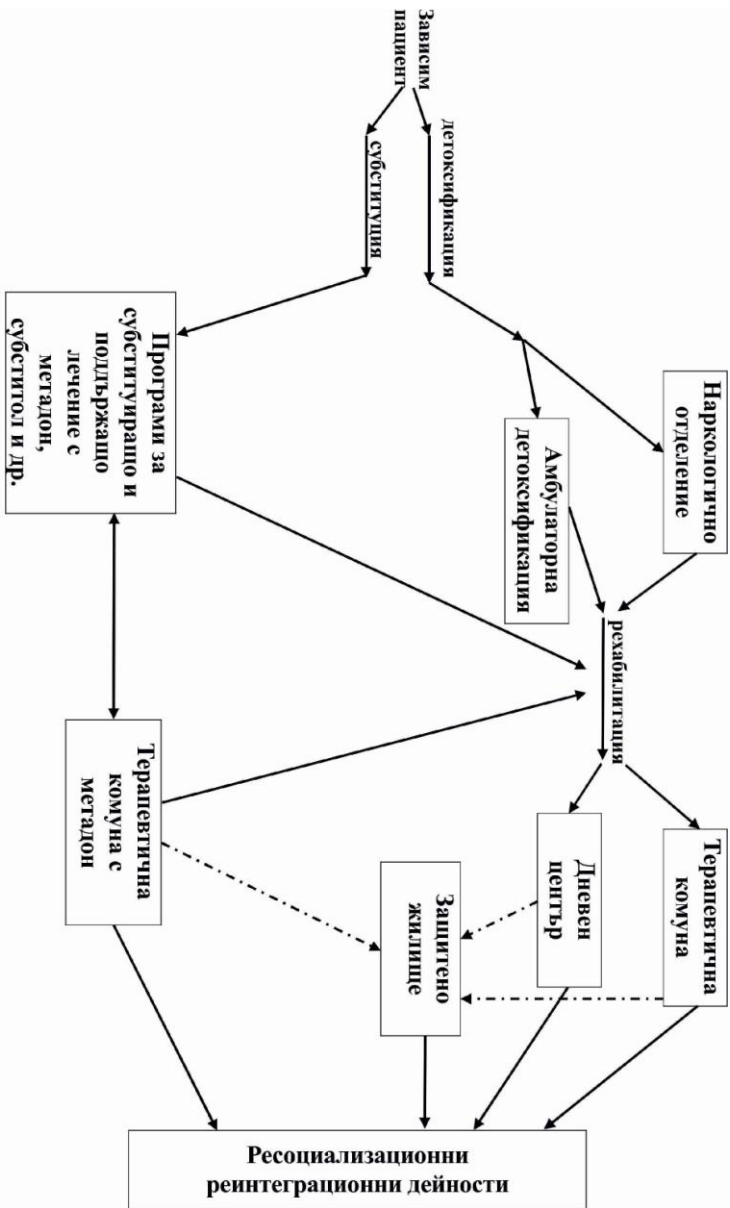 Зависим
пациент
детоксификация
субституция
Наркологично
отделение
Амбулаторна
детоксификация
Програми за
субституиращо и
поддържащо
лечение с
метадон,
субститол и др.
рехабилитация
Терапевтична
комуна
Дневен
център
Защитено
жилище
Терапевтична
комуна с
метадон
Ресоциализационни
реинтеграционни дейности